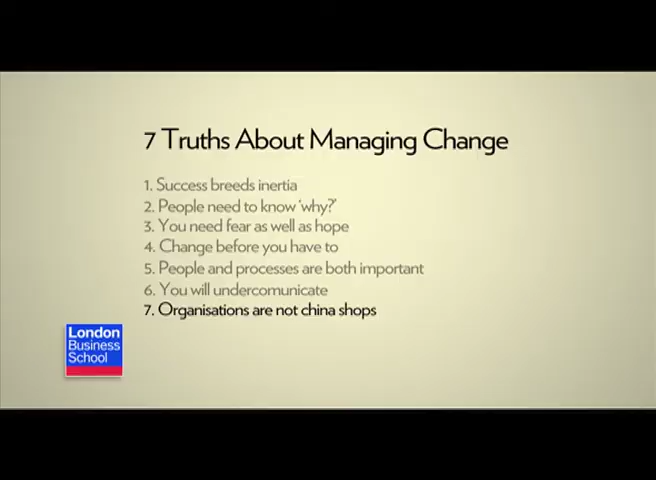 7 Truths About Managing Change
1. Success breeds inertia
2. People need to know ‘why?’
3. You need fear as well as hope
4. Change before you have to
5. People and processes are both important
6. You will undercomunicate
7. Organisations are not china shops
London
Business
School